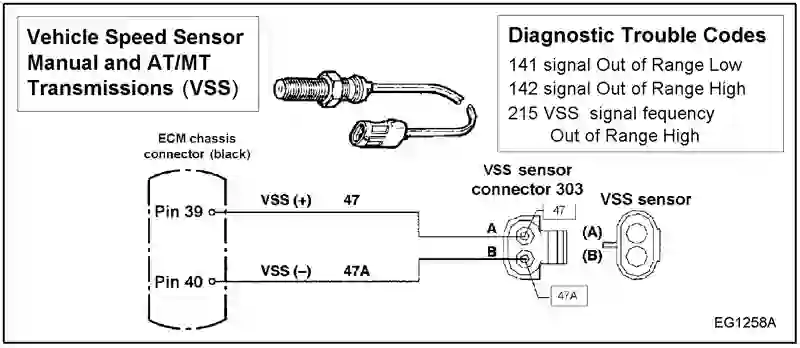 Vehicle Speed Sensor
Manual and AT/MT
Transmissions (VSS)
Diagnostic Trouble Codes
141 signal Out of Range Low
142 signal Out of Range High
215 VSS signal fequency
Out of Range High
ECM chassis
connector (black)
VSS sensor
connector 303
VSS sensor
Pin 39
VSS (+) 47
47
A
B
(A)
(B)
Pin 40
VSS (–) 47A
47A
EG1258A